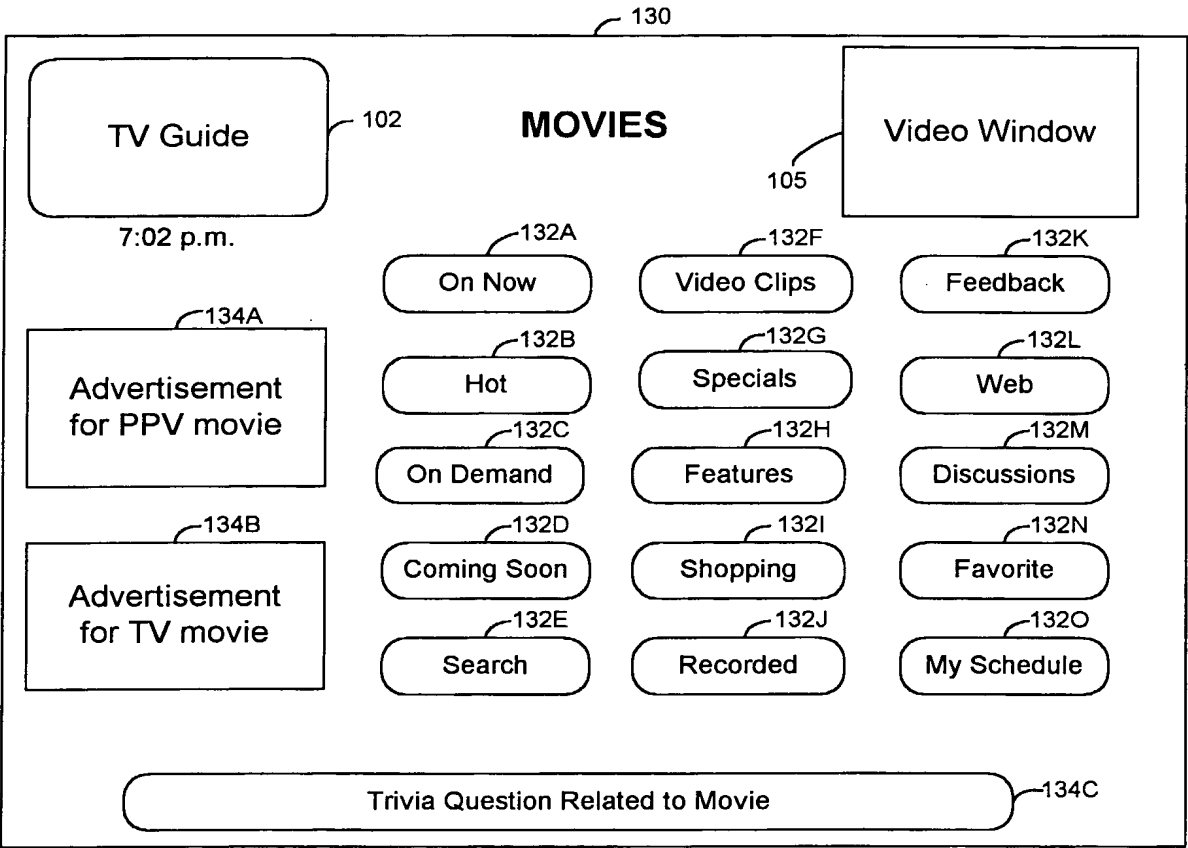 130
TV Guide
102
MOVIES
Video Window
105
7:02 p.m.
132A
On Now
132F
Video Clips
132K
Feedback
134A
Advertisement
for PPV movie
132B
Hot
132G
Specials
132L
Web
132C
On Demand
132H
Features
132M
Discussions
134B
Advertisement
for TV movie
132D
Coming Soon
132I
Shopping
132N
Favorite
132E
Search
132J
Recorded
132O
My Schedule
Trivia Question Related to Movie
134C